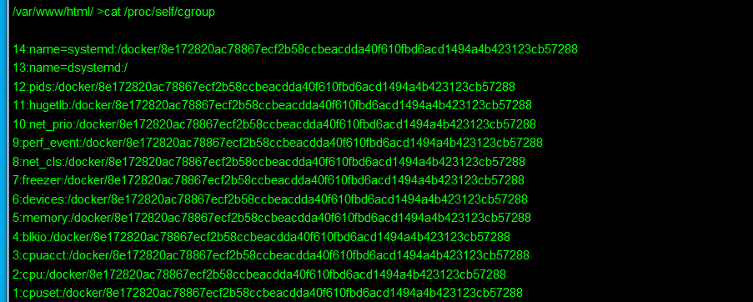 /var/www/html/ >cat /proc/self/cgroup
14:name=systemd:/docker/8e172820ac78867ecf2b58ccbeacdda40f610fbd6acd1494a4b423123cb57288
13:name=dsystemd:/
12:pids:/docker/8e172820ac78867ecf2b58ccbeacdda40f610fbd6acd1494a4b423123cb57288
11:hugetlb:/docker/8e172820ac78867ecf2b58ccbeacdda40f610fbd6acd1494a4b423123cb57288
10:net_prio:/docker/8e172820ac78867ecf2b58ccbeacdda40f610fbd6acd1494a4b423123cb57288
9:perf_event:/docker/8e172820ac78867ecf2b58ccbeacdda40f610fbd6acd1494a4b423123cb57288
8:net_cls:/docker/8e172820ac78867ecf2b58ccbeacdda40f610fbd6acd1494a4b423123cb57288
7:freezer:/docker/8e172820ac78867ecf2b58ccbeacdda40f610fbd6acd1494a4b423123cb57288
6:devices:/docker/8e172820ac78867ecf2b58ccbeacdda40f610fbd6acd1494a4b423123cb57288
5:memory:/docker/8e172820ac78867ecf2b58ccbeacdda40f610fbd6acd1494a4b423123cb57288
4:blkio:/docker/8e172820ac78867ecf2b58ccbeacdda40f610fbd6acd1494a4b423123cb57288
3:cpuacct:/docker/8e172820ac78867ecf2b58ccbeacdda40f610fbd6acd1494a4b423123cb57288
2:cpu:/docker/8e172820ac78867ecf2b58ccbeacdda40f610fbd6acd1494a4b423123cb57288
1:cpuset:/docker/8e172820ac78867ecf2b58ccbeacdda40f610fbd6acd1494a4b423123cb57288